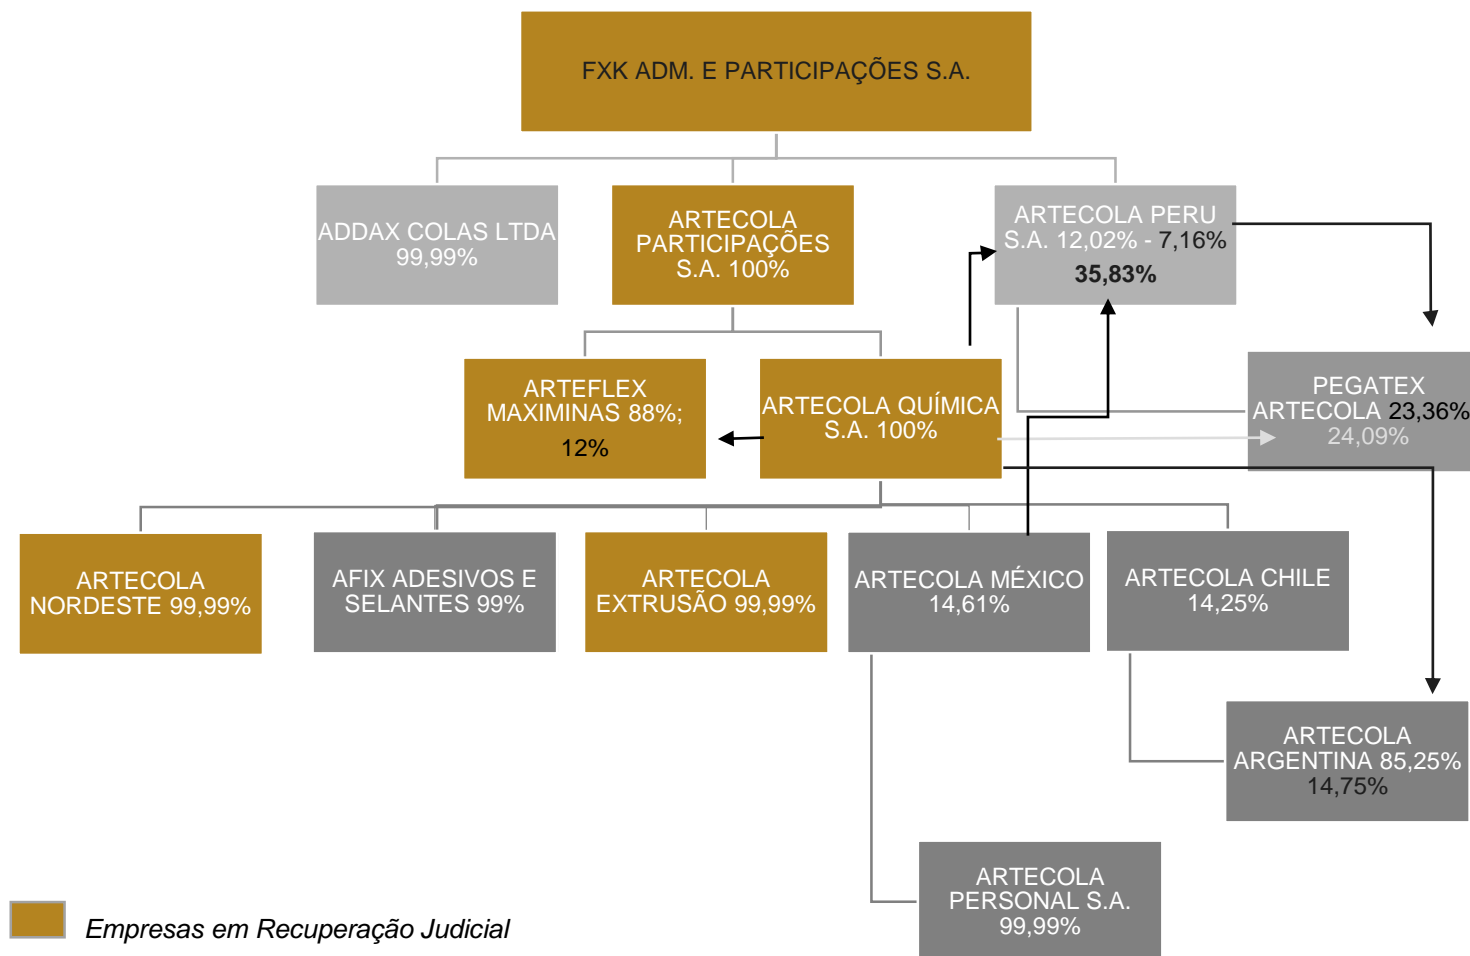 FXK ADM. E PARTICIPAÇÕES S.A.
ADDAX COLAS LTDA
99,99%
ARTECOLA
PARTICIPAÇÕES
S.A. 100%
ARTECOLA PERU
S.A. 12,02% - 7,16%
35,83%
ARTEFLEX
MAXIMINAS 88%;
12%
ARTECOLA QUÍMICA
S.A. 100%
PEGATEX
ARTECOLA 23,36%
24,09%
ARTECOLA
NORDESTE 99,99%
AFIX ADESIVOS E
SELANTES 99%
ARTECOLA
EXTRUSÃO 99,99%
ARTECOLA MÉXICO
14,61%
ARTECOLA CHILE
14,25%
ARTECOLA
ARGENTINA 85,25%
14,75%
ARTECOLA
PERSONAL S.A.
99,99%
Empresas em Recuperação Judicial